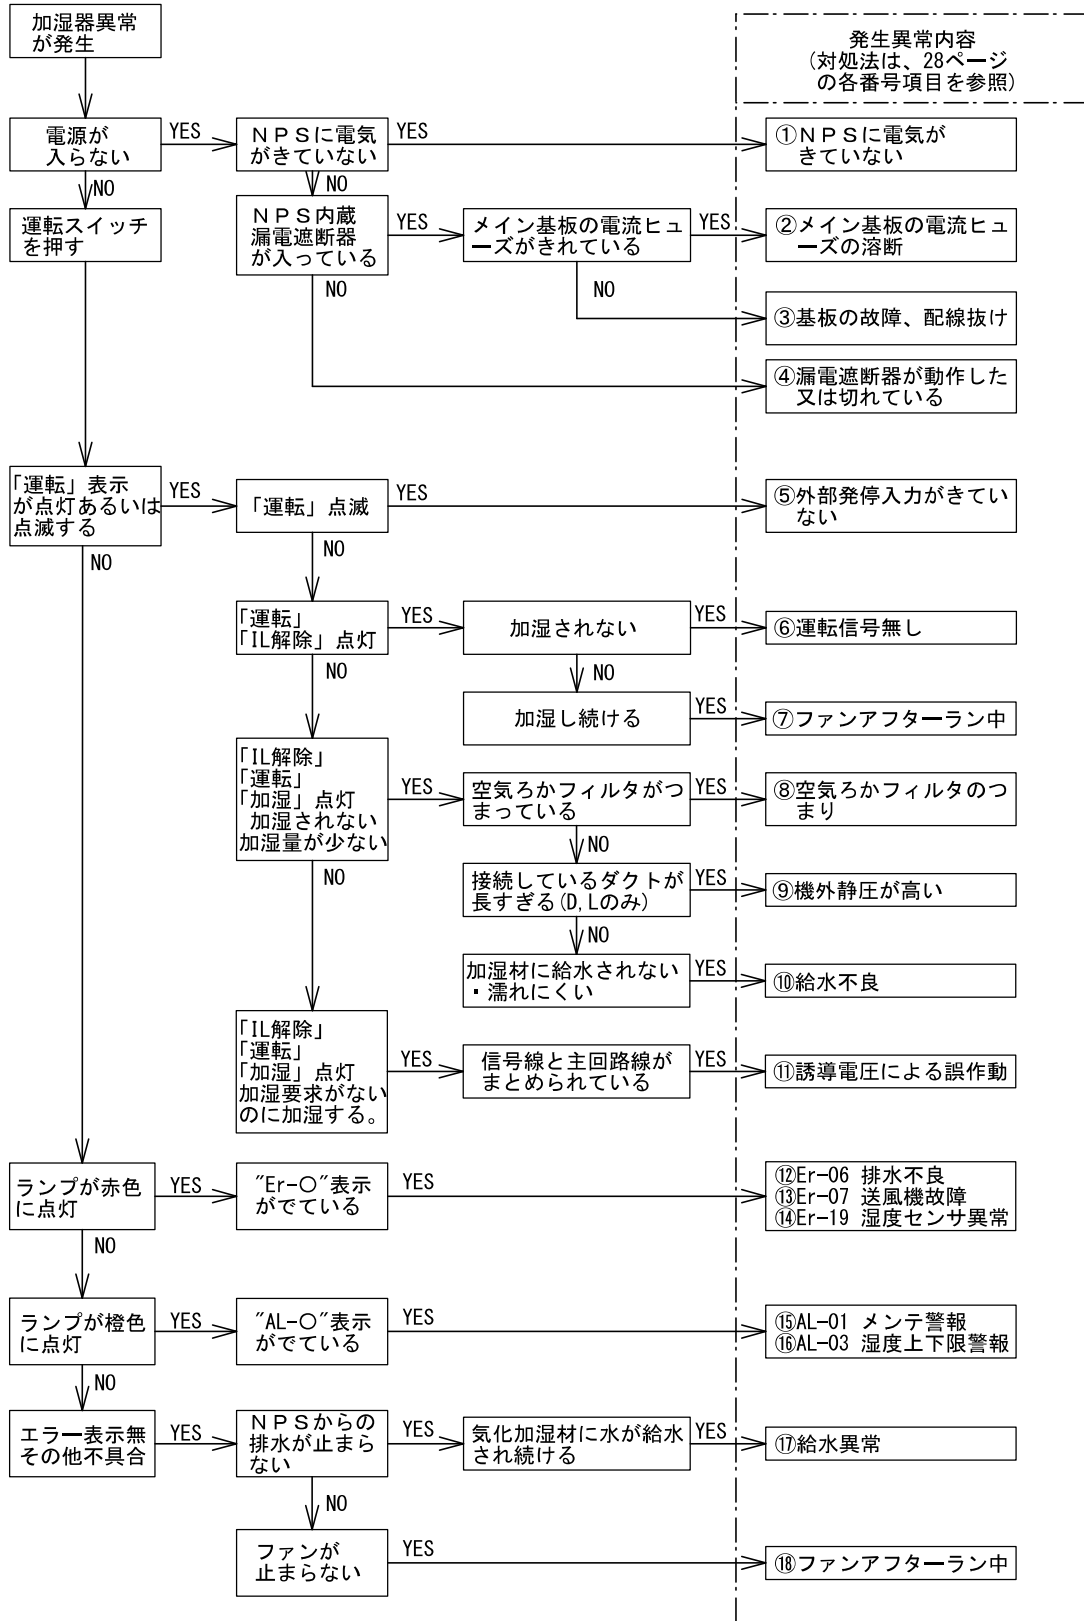 加湿器異常
が発生
発生異常内容
(対処法は、28ページ
の各番号項目を参照)
電源が
入らない
YES
ＮＰＳに電気
がきていない
YES
①ＮＰＳに電気が
きていない
NO
NO
運転スイッチ
を押す
ＮＰＳ内蔵
漏電遮断器
が入っている
YES
メイン基板の電流ヒュ
ーズがきれている
YES
②メイン基板の電流ヒュ
ーズの溶断
NO
NO
③基板の故障、配線抜け
④漏電遮断器が動作した
又は切れている
「運転」表示
が点灯あるいは
点滅する
YES
「運転」点滅
YES
⑤外部発停入力がきてい
ない
NO
NO
「運転」
「IL解除」点灯
YES
加湿されない
YES
⑥運転信号無し
NO
NO
加湿し続ける
YES
⑦ファンアフターラン中
「IL解除」
「運転」
「加湿」点灯
加湿されない
加湿量が少ない
YES
空気ろかフィルタがつ
まっている
YES
⑧空気ろかフィルタのつ
まり
NO
NO
接続しているダクトが
長すぎる(D,Lのみ)
YES
⑨機外静圧が高い
NO
加湿材に給水されない
・濡れにくい
YES
⑩給水不良
「IL解除」
「運転」
「加湿」点灯
加湿要求がない
のに加湿する。
YES
信号線と主回路線が
まとめられている
YES
⑪誘導電圧による誤作動
ランプが赤色
に点灯
YES
"Er-○"表示
がでている
YES
⑫Er-06 排水不良
⑬Er-07 送風機故障
⑭Er-19 湿度センサ異常
NO
ランプが橙色
に点灯
YES
"AL-○"表示
がでている
YES
⑮AL-01 メンテ警報
⑯AL-03 湿度上下限警報
NO
エラー表示無
その他不具合
YES
ＮＰＳからの
排水が止まら
ない
YES
気化加湿材に水が給水
され続ける
YES
⑰給水異常
NO
ファンが
止まらない
YES
⑱ファンアフターラン中